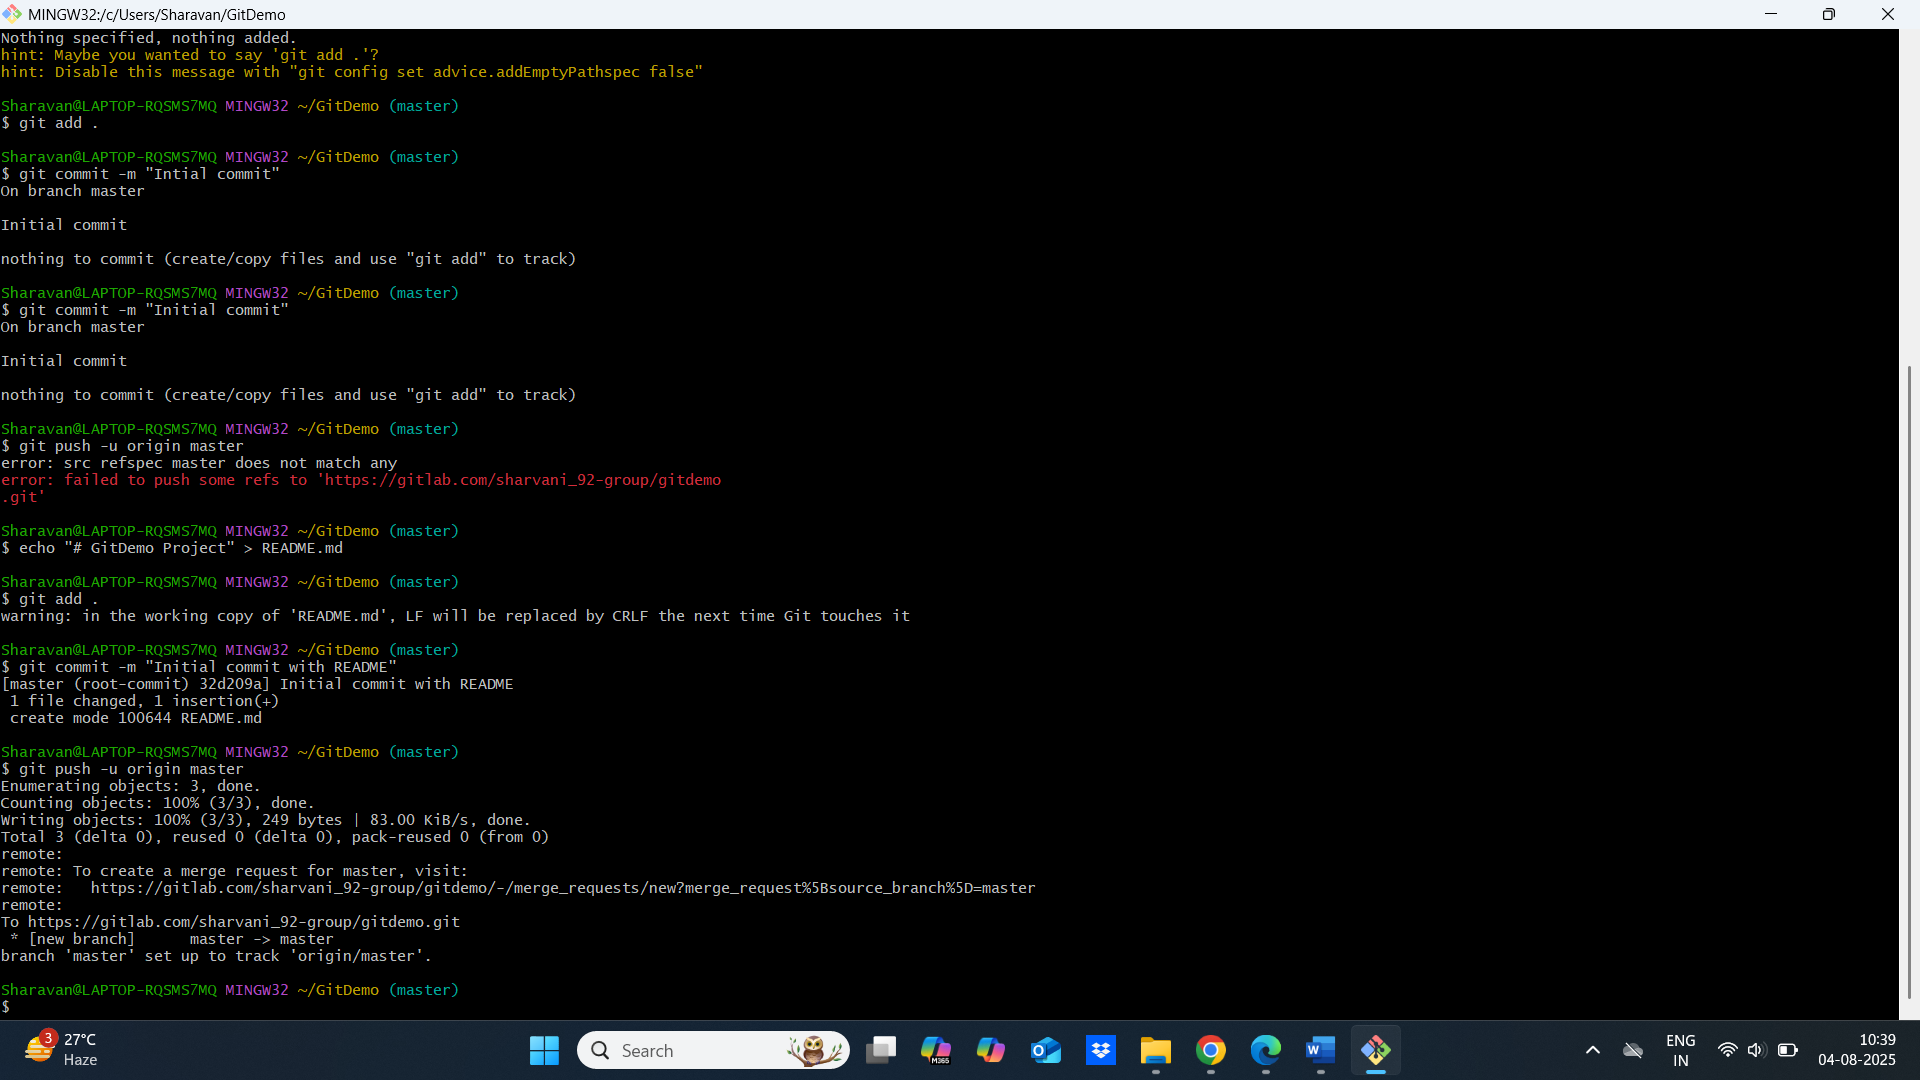 MINGW32:/c/Users/Sharavan/GitDemo
Nothing specified, nothing added.
hint: Maybe you wanted to say 'git add .'?
hint: Disable this message with "git config set advice.addEmptyPathspec false"
Sharavan@LAPTOP-RQSMS7MQ MINGW32 ~/GitDemo (master)
$ git add .
Sharavan@LAPTOP-RQSMS7MQ MINGW32 ~/GitDemo (master)
$ git commit -m "Intial commit"
On branch master
Initial commit
nothing to commit (create/copy files and use "git add" to track)
Sharavan@LAPTOP-RQSMS7MQ MINGW32 ~/GitDemo (master)
$ git commit -m "Initial commit"
On branch master
Initial commit
nothing to commit (create/copy files and use "git add" to track)
Sharavan@LAPTOP-RQSMS7MQ MINGW32 ~/GitDemo (master)
$ git push -u origin master
error: src refspec master does not match any
error: failed to push some refs to 'https://gitlab.com/sharvani_92-group/gitdemo
.git'
Sharavan@LAPTOP-RQSMS7MQ MINGW32 ~/GitDemo (master)
$ echo "# GitDemo Project" > README.md
Sharavan@LAPTOP-RQSMS7MQ MINGW32 ~/GitDemo (master)
$ git add .
warning: in the working copy of 'README.md', LF will be replaced by CRLF the next time Git touches it
Sharavan@LAPTOP-RQSMS7MQ MINGW32 ~/GitDemo (master)
$ git commit -m "Initial commit with README"
[master (root-commit) 32d209a] Initial commit with README
1 file changed, 1 insertion(+)
create mode 100644 README.md
Sharavan@LAPTOP-RQSMS7MQ MINGW32 ~/GitDemo (master)
$ git push -u origin master
Enumerating objects: 3, done.
Counting objects: 100% (3/3), done.
Writing objects: 100% (3/3), 249 bytes | 83.00 KiB/s, done.
Total 3 (delta 0), reused 0 (delta 0), pack-reused 0 (from 0)
remote:
remote: To create a merge request for master, visit:
remote:   https://gitlab.com/sharvani_92-group/gitdemo/-/merge_requests/new?merge_request%5Bsource_branch%5D=master
remote:
To https://gitlab.com/sharvani_92-group/gitdemo.git
* [new branch]      master -> master
branch 'master' set up to track 'origin/master'.
Sharavan@LAPTOP-RQSMS7MQ MINGW32 ~/GitDemo (master)
$
3
27°C
Haze
Search
M365
ENG
IN
10:39
04-08-2025